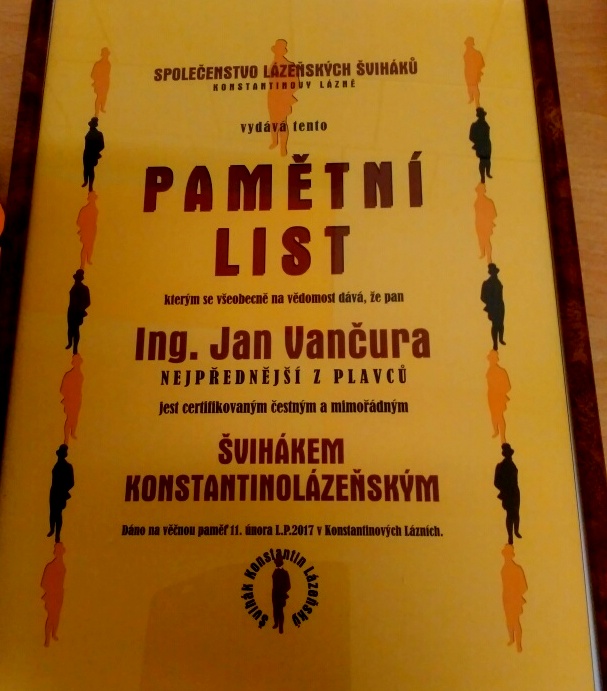 SPOLEČENSTVO LÁZEŇSKÝCH ŠVIHÁKŮ
KONSTANTINOVY LÁZNĚ
vydává tento
PAMĚTNÍ
LIST
kterým se všeobecně na vědomost dává, že pan
Ing. Jan Vančura
NEJPŘEDNĚJŠÍ Z PLAVCŮ
jest certifikovaným čestným a mimořádným
ŠVIHÁKEM
KONSTANTINOLÁZEŇSKÝM
Dáno na věčnou paměť 11. února L.P.2017 v Konstantinových Lázních.
Švihák Konstantin Lázeňský